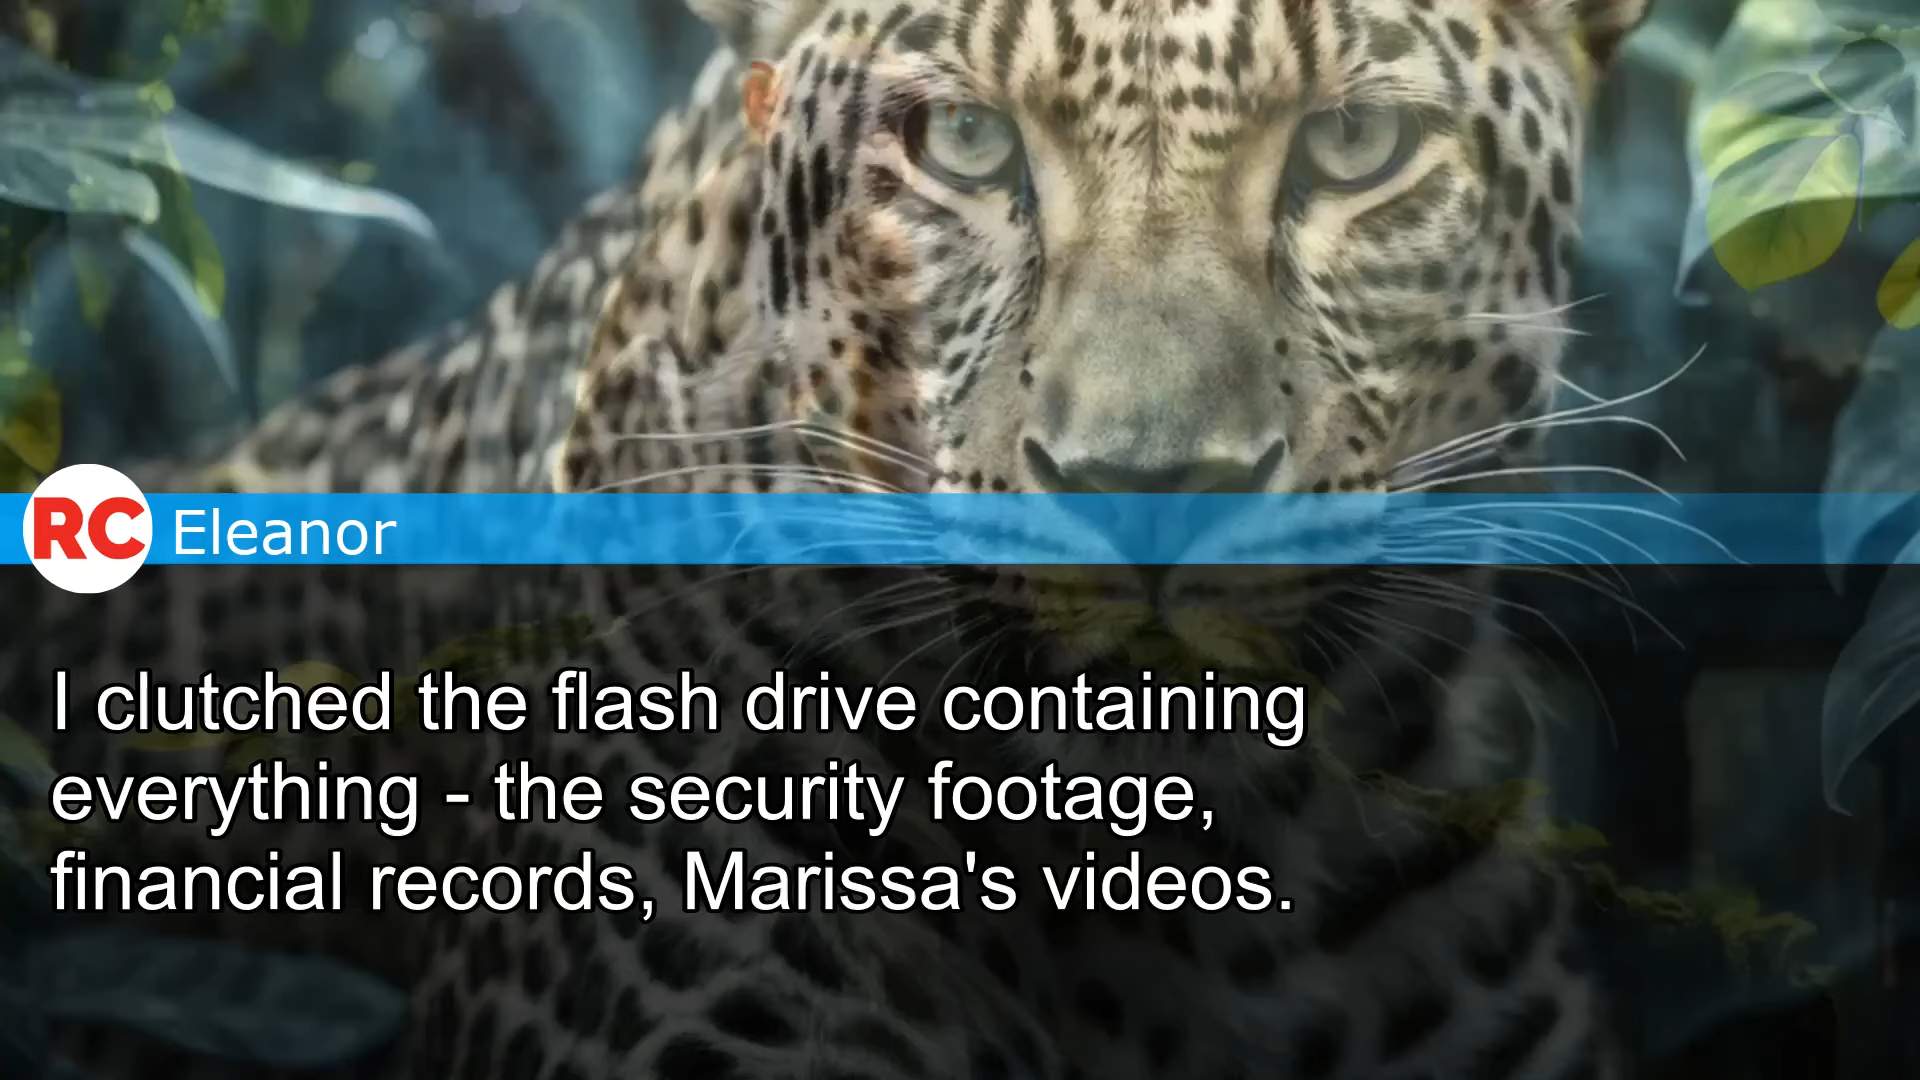 RC Eleanor
I clutched the flash drive containing
everything - the security footage,
financial records, Marissa's videos.